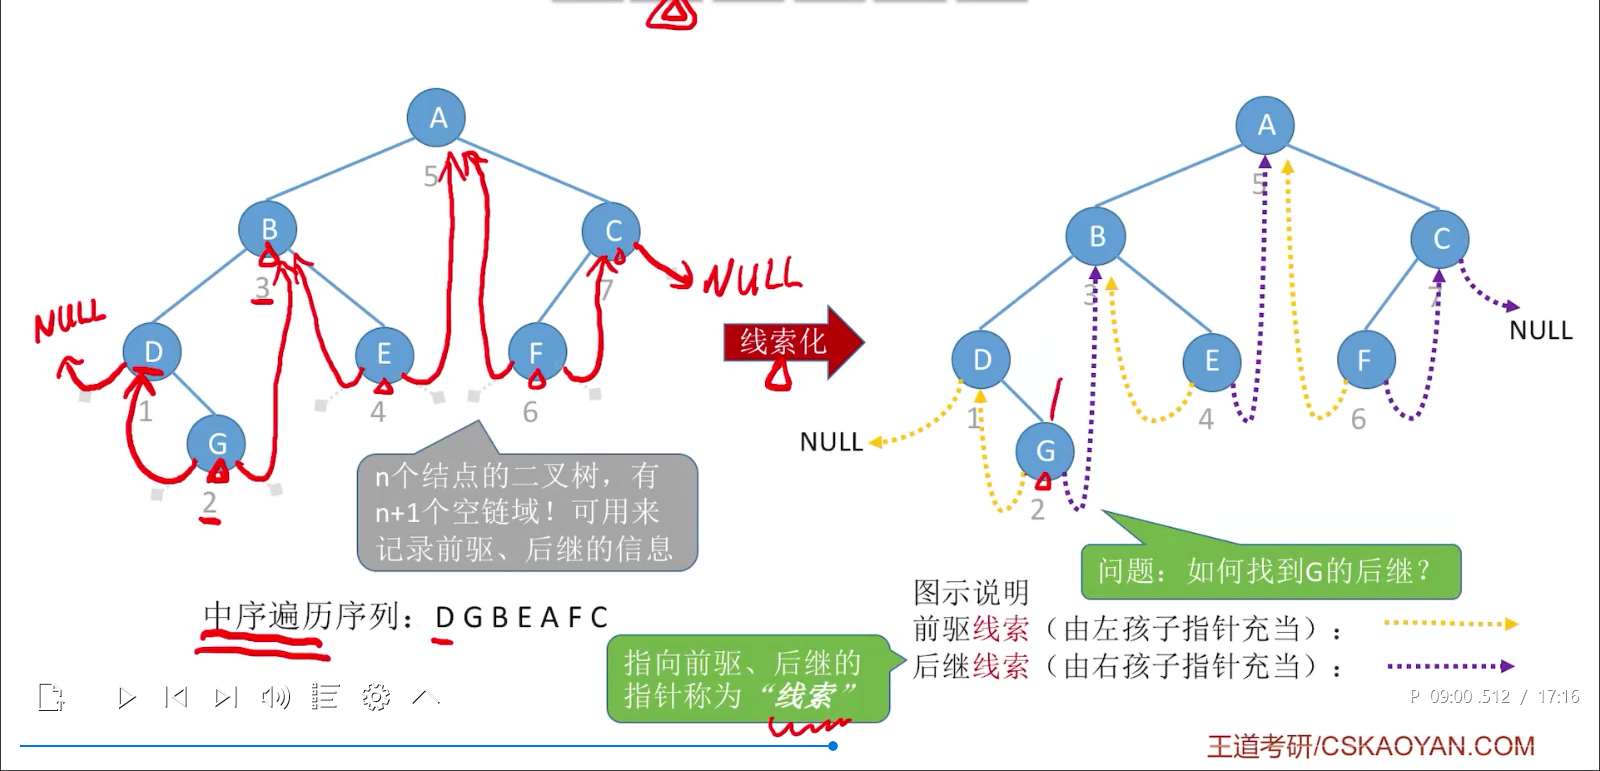 A
5
B
3
C
7
NULL
NULL
D
1
E
4
F
6
G
2
n个结点的二叉树，有
n+1个空链域！可用来
记录前驱、后继的信息
中序遍历序列：D G B E A F C
线索化
A
5
B
3
C
7
NULL
D
1
E
4
F
6
NULL
G
2
问题：如何找到G的后继？
图示说明
前驱线索（由左孩子指针充当）：
后继线索（由右孩子指针充当）：
指向前驱、后继的
指针称为“线索”
P 09:00.512 / 17:16
王道考研/CSKAOYAN.COM